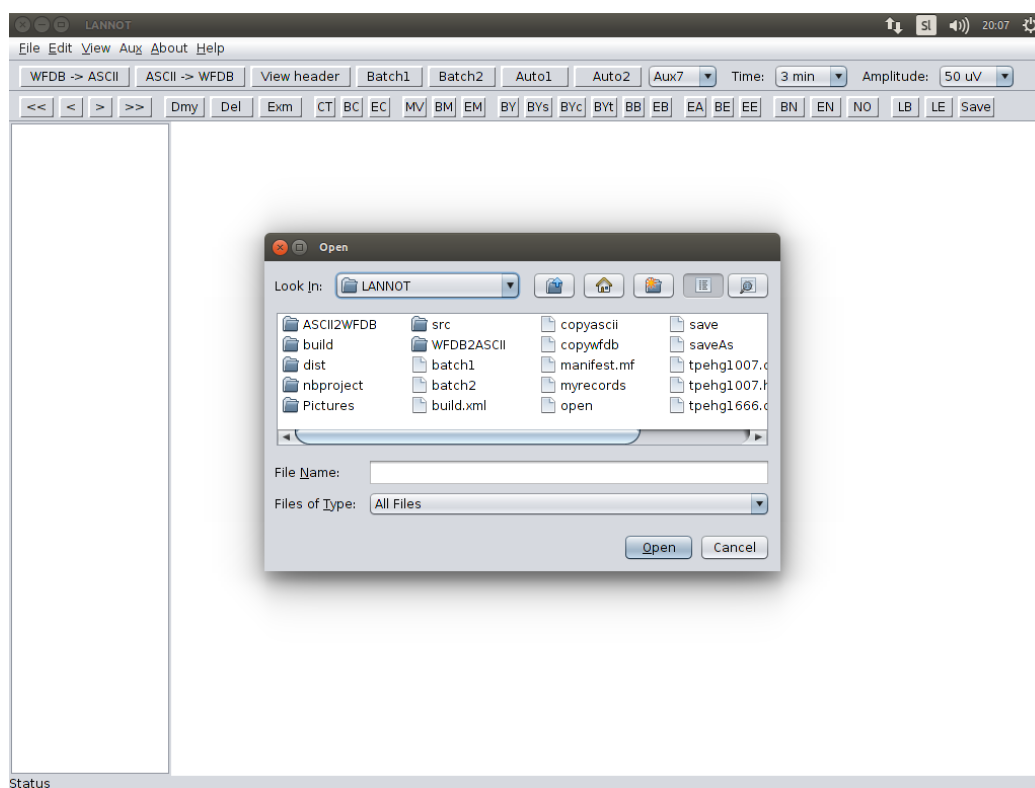 LANNOT Sl 20:07
File Edit View Aux About Help
WFDB -> ASCII ASCII -> WFDB View header Batch1 Batch2 Auto1 Auto2 Aux7 Time: 3 min Amplitude: 50 uV
<< < > >> Dmy Del Exm CT BC EC MV BM EM BY BYs BYc BYt BB EB EA BE EE BN EN NO LB LE Save
Open
Look In: LANNOT
ASCII2WFDB src copyascii save
build WFDB2ASCII copywfdb saveAs
dist batch1 manifest.mf tpehg1007.
nbproject batch2 myrecords tpehg1007.
Pictures build.xml open tpehg1666.
File Name:
Files of Type: All Files
Open Cancel
Status